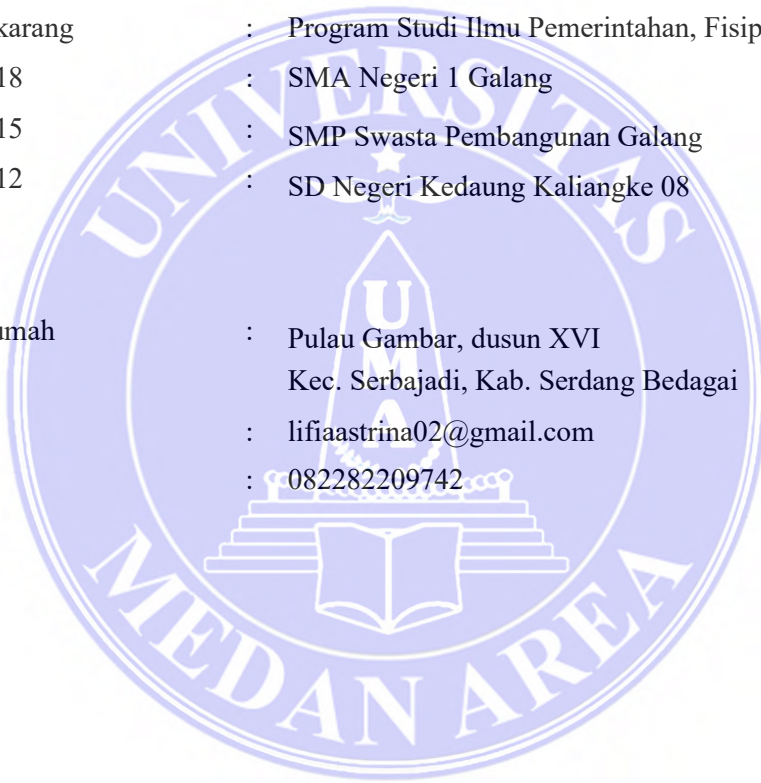 karang : Program Studi Ilmu Pemerintahan, Fisip
18 : SMA Negeri 1 Galang
15 : SMP Swasta Pembangunan Galang
12 : SD Negeri Kedaung Kaliangke 08
umah : Pulau Gambar, dusun XVI
Kec. Serbajadi, Kab. Serdang Bedagai
: lifiaastrina02@gmail.com
: 082282209742
UNIVERSITAS
UMA
MEDAN AREA